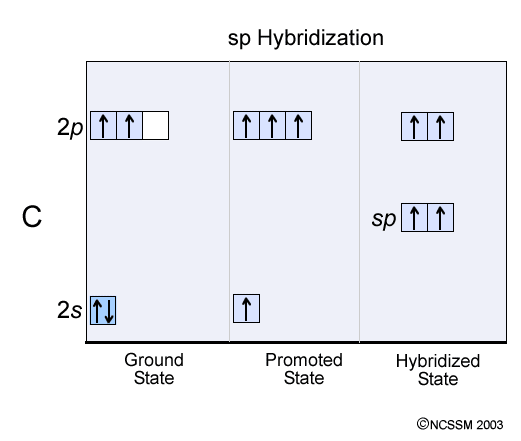 sp Hybridization
2p
C
sp
2s
Ground
State
Promoted
State
Hybridized
State
©NCSSM 2003